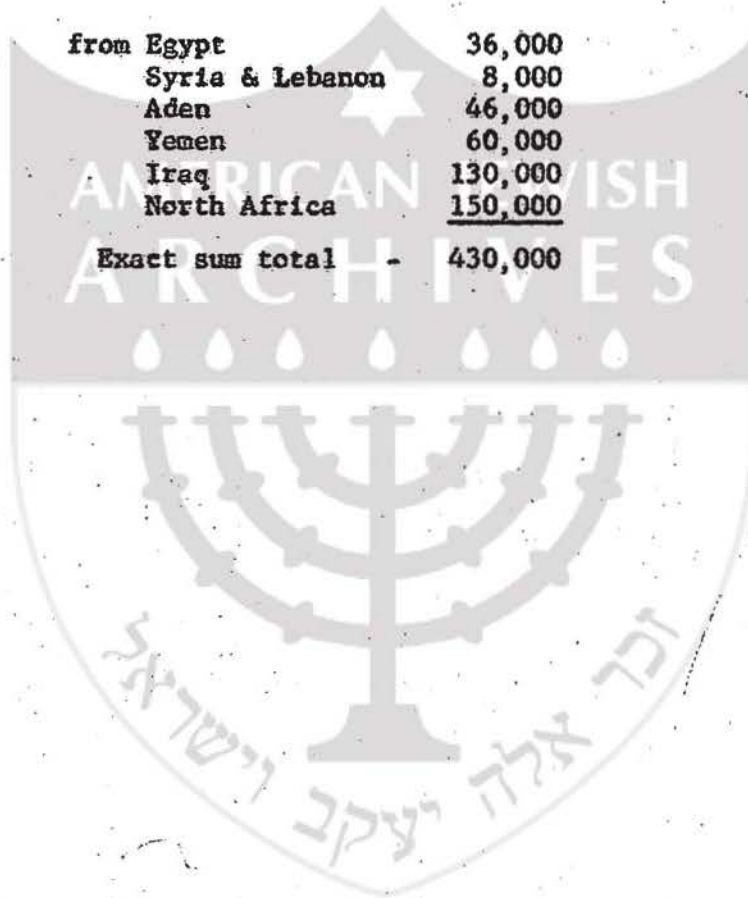 from Egypt 36,000
Syria & Lebanon 8,000
Aden 46,000
Yemen 60,000
Iraq 130,000
North Africa 150,000
Exact sum total - 430,000
AMERICAN JEWISH
ARCHIVES
זכר אלה יעקב וישראל